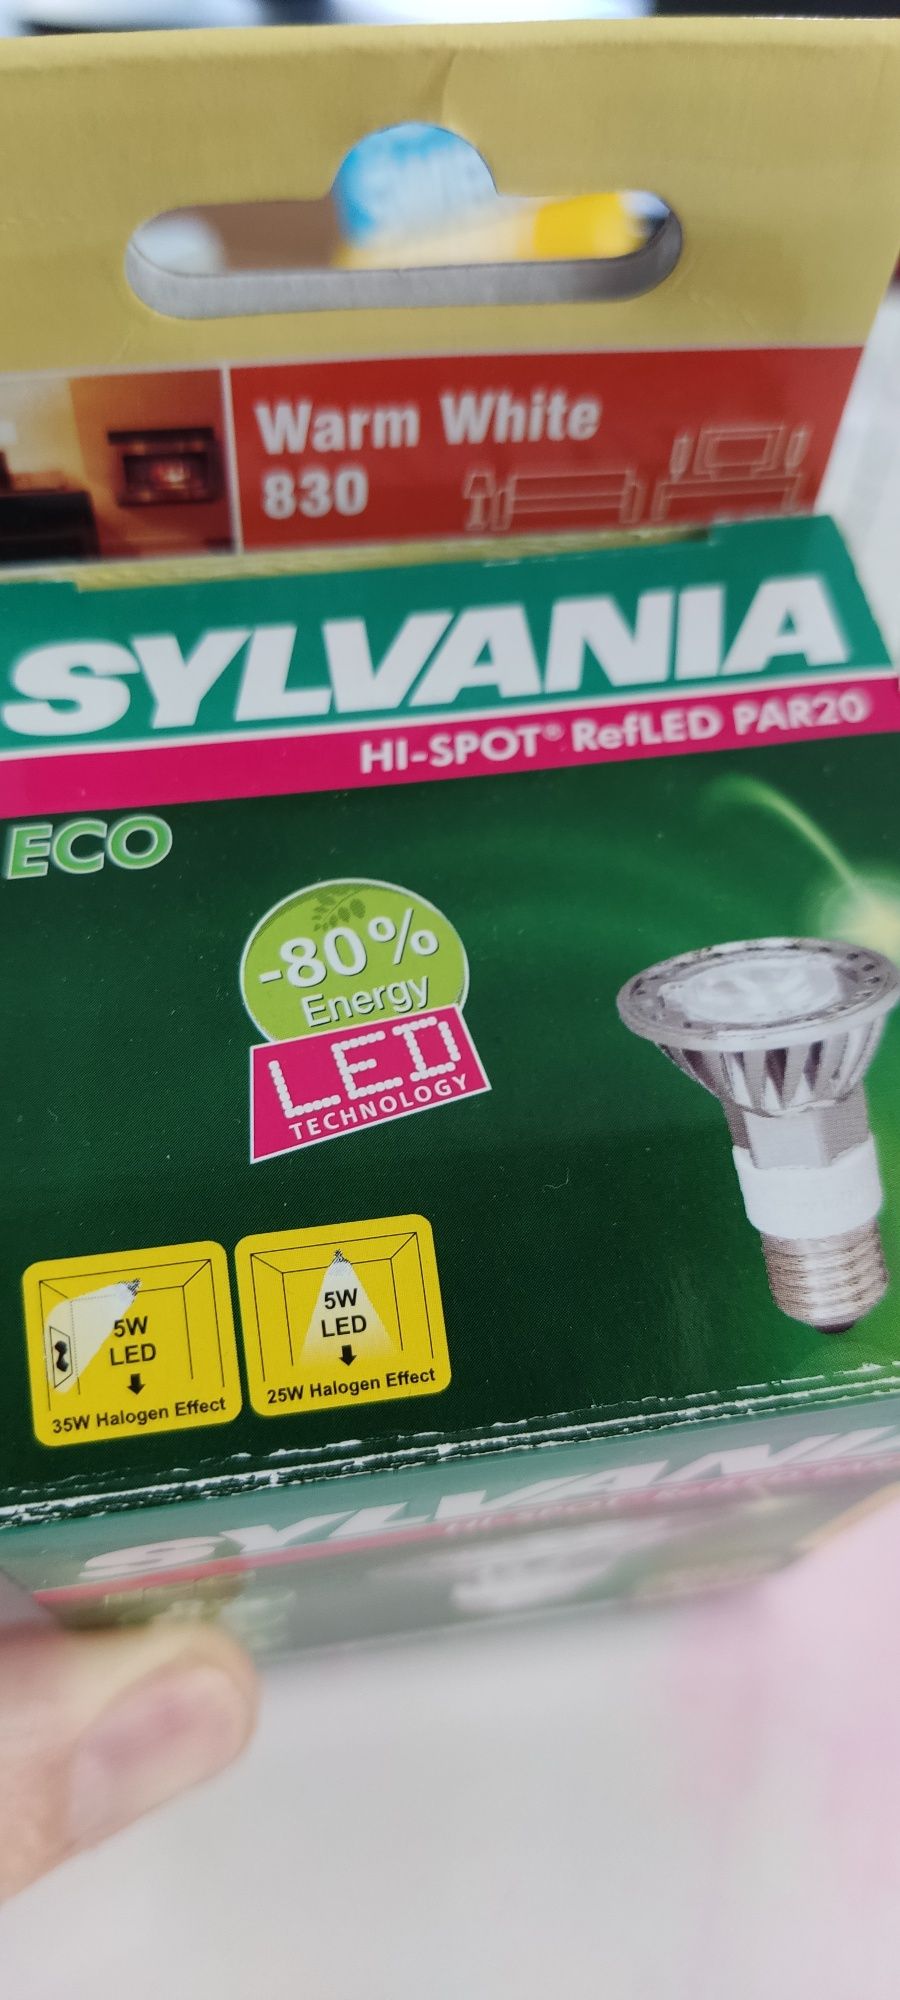 Warm White
830
SYLVANIA
HI-SPOT® RefLED PAR20
ECO
-80%
Energy
LED
TECHNOLOGY
5W
LED
35W Halogen Effect
5W
LED
25W Halogen Effect
SYLVANIA